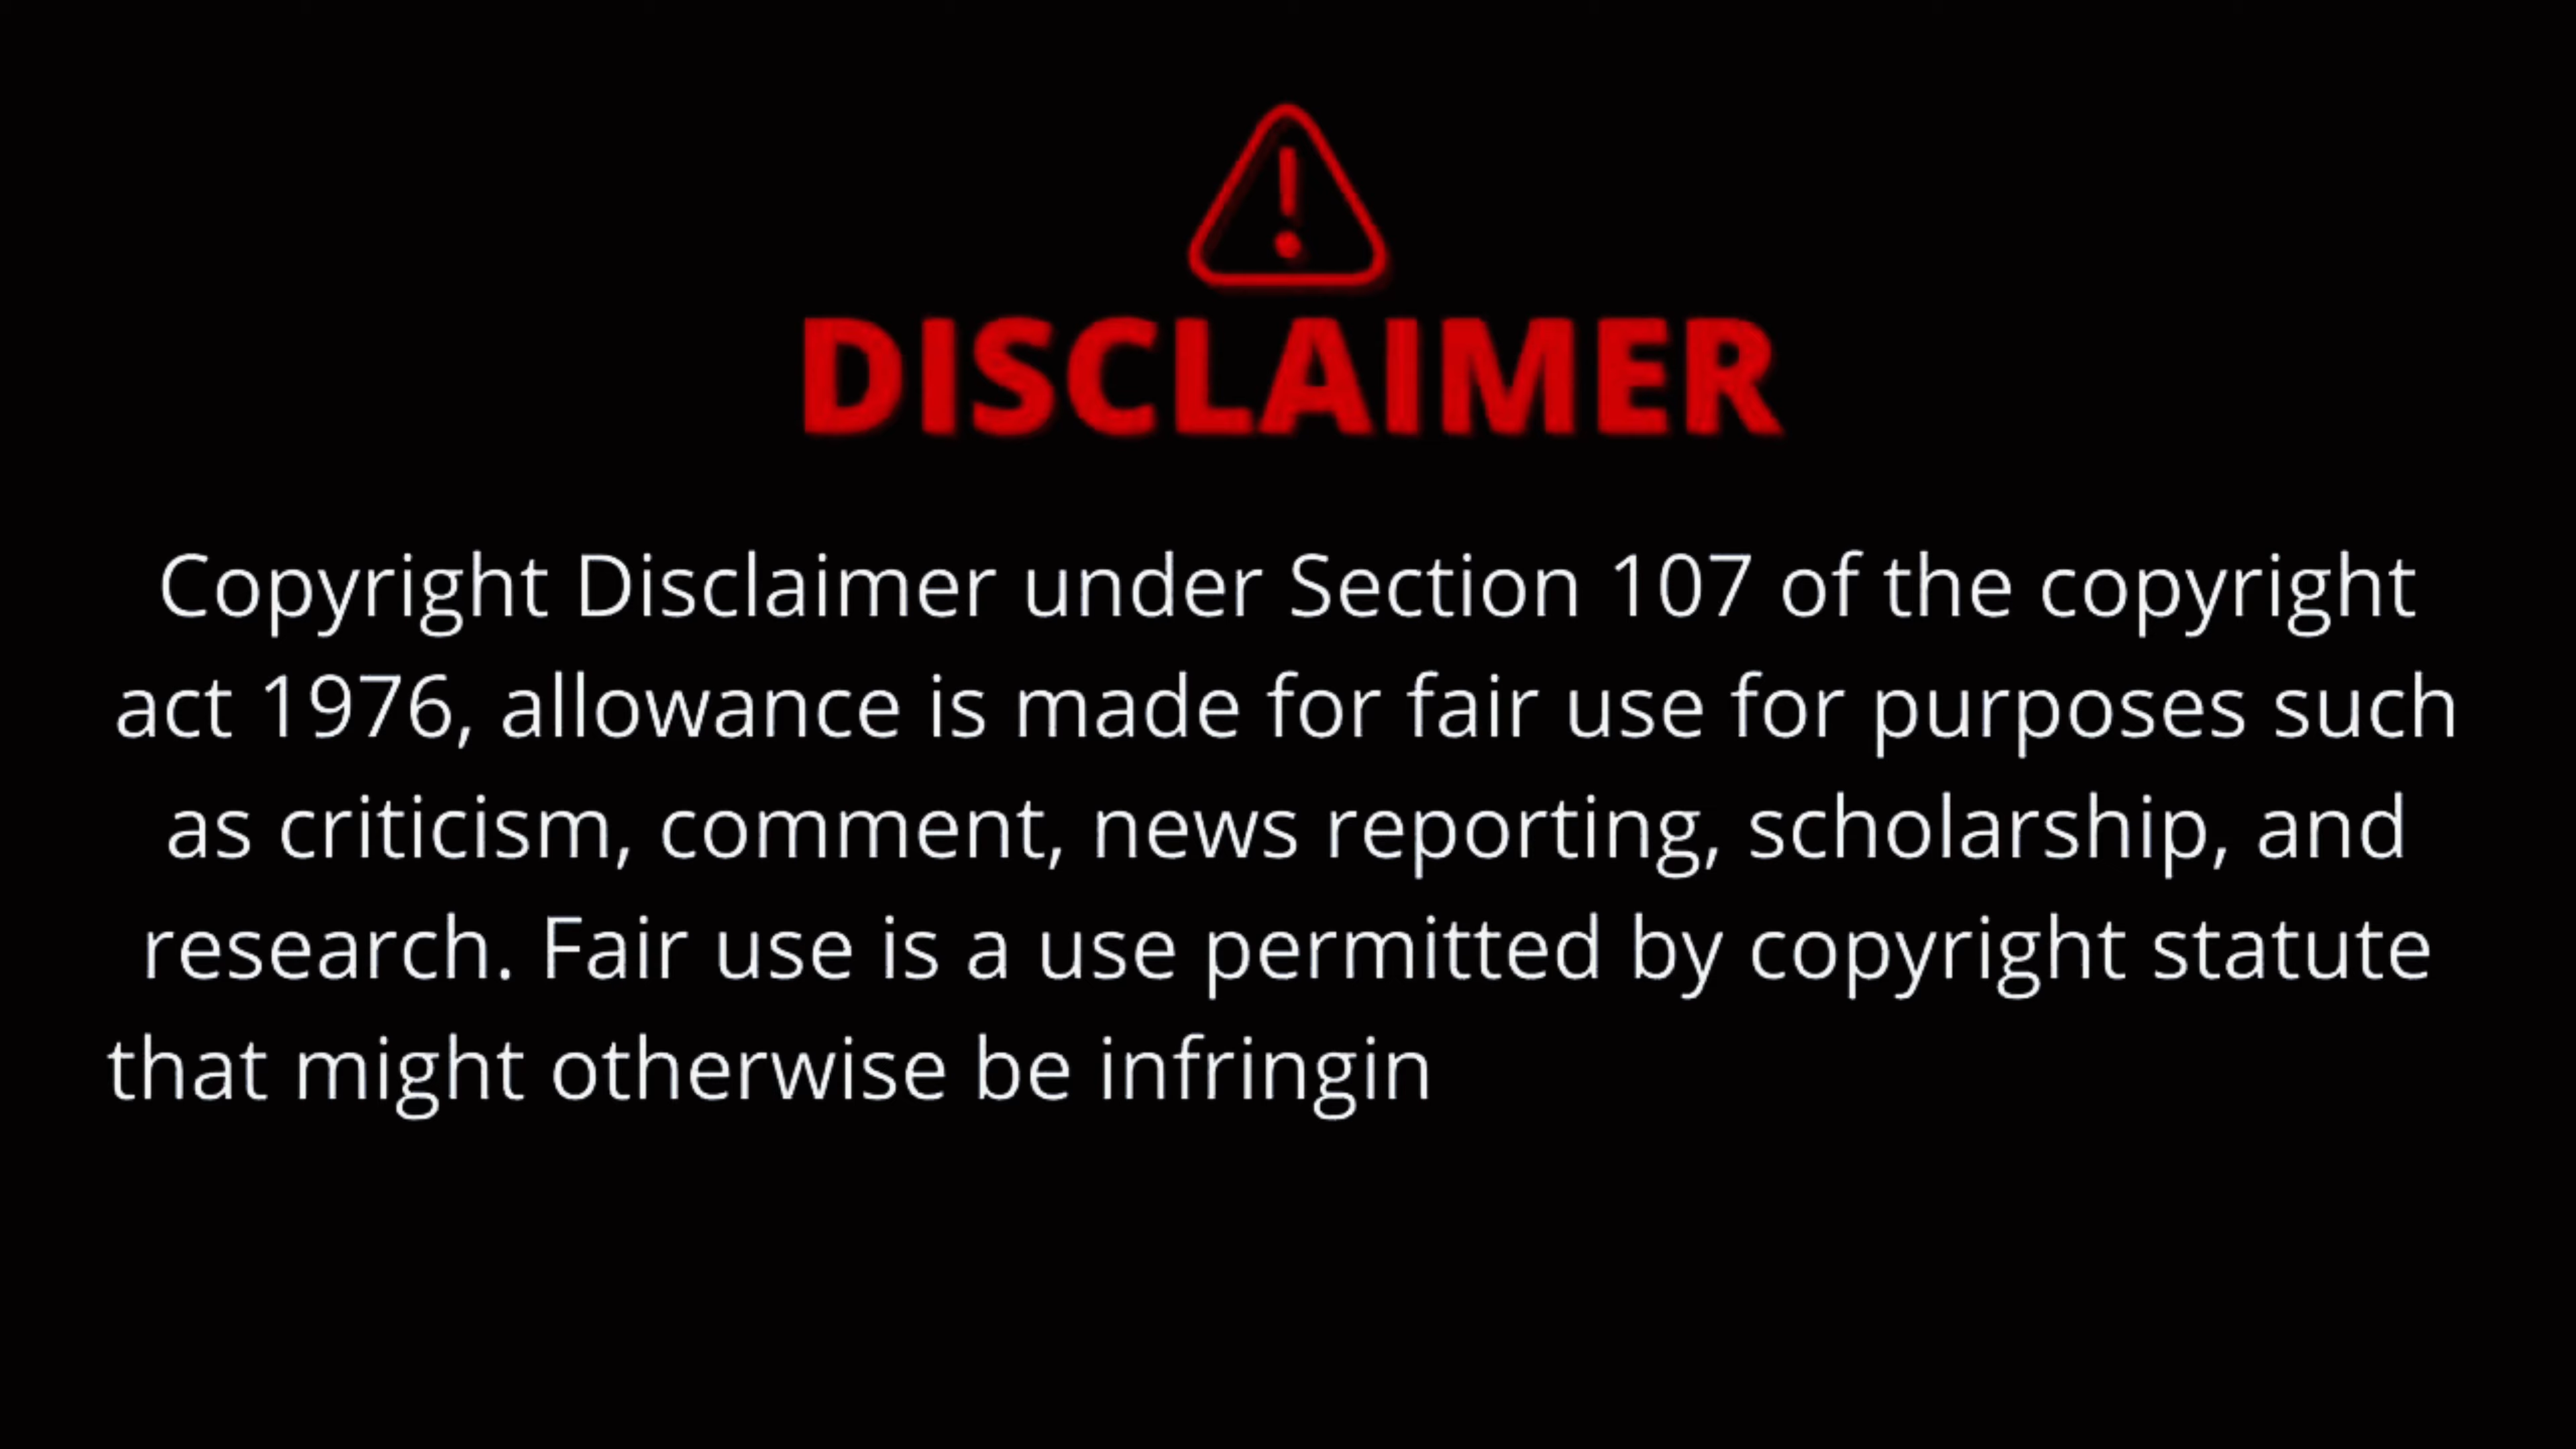 DISCLAIMER
Copyright Disclaimer under Section 107 of the copyright
act 1976, allowance is made for fair use for purposes such
as criticism, comment, news reporting, scholarship, and
research. Fair use is a use permitted by copyright statute
that might otherwise be infringin